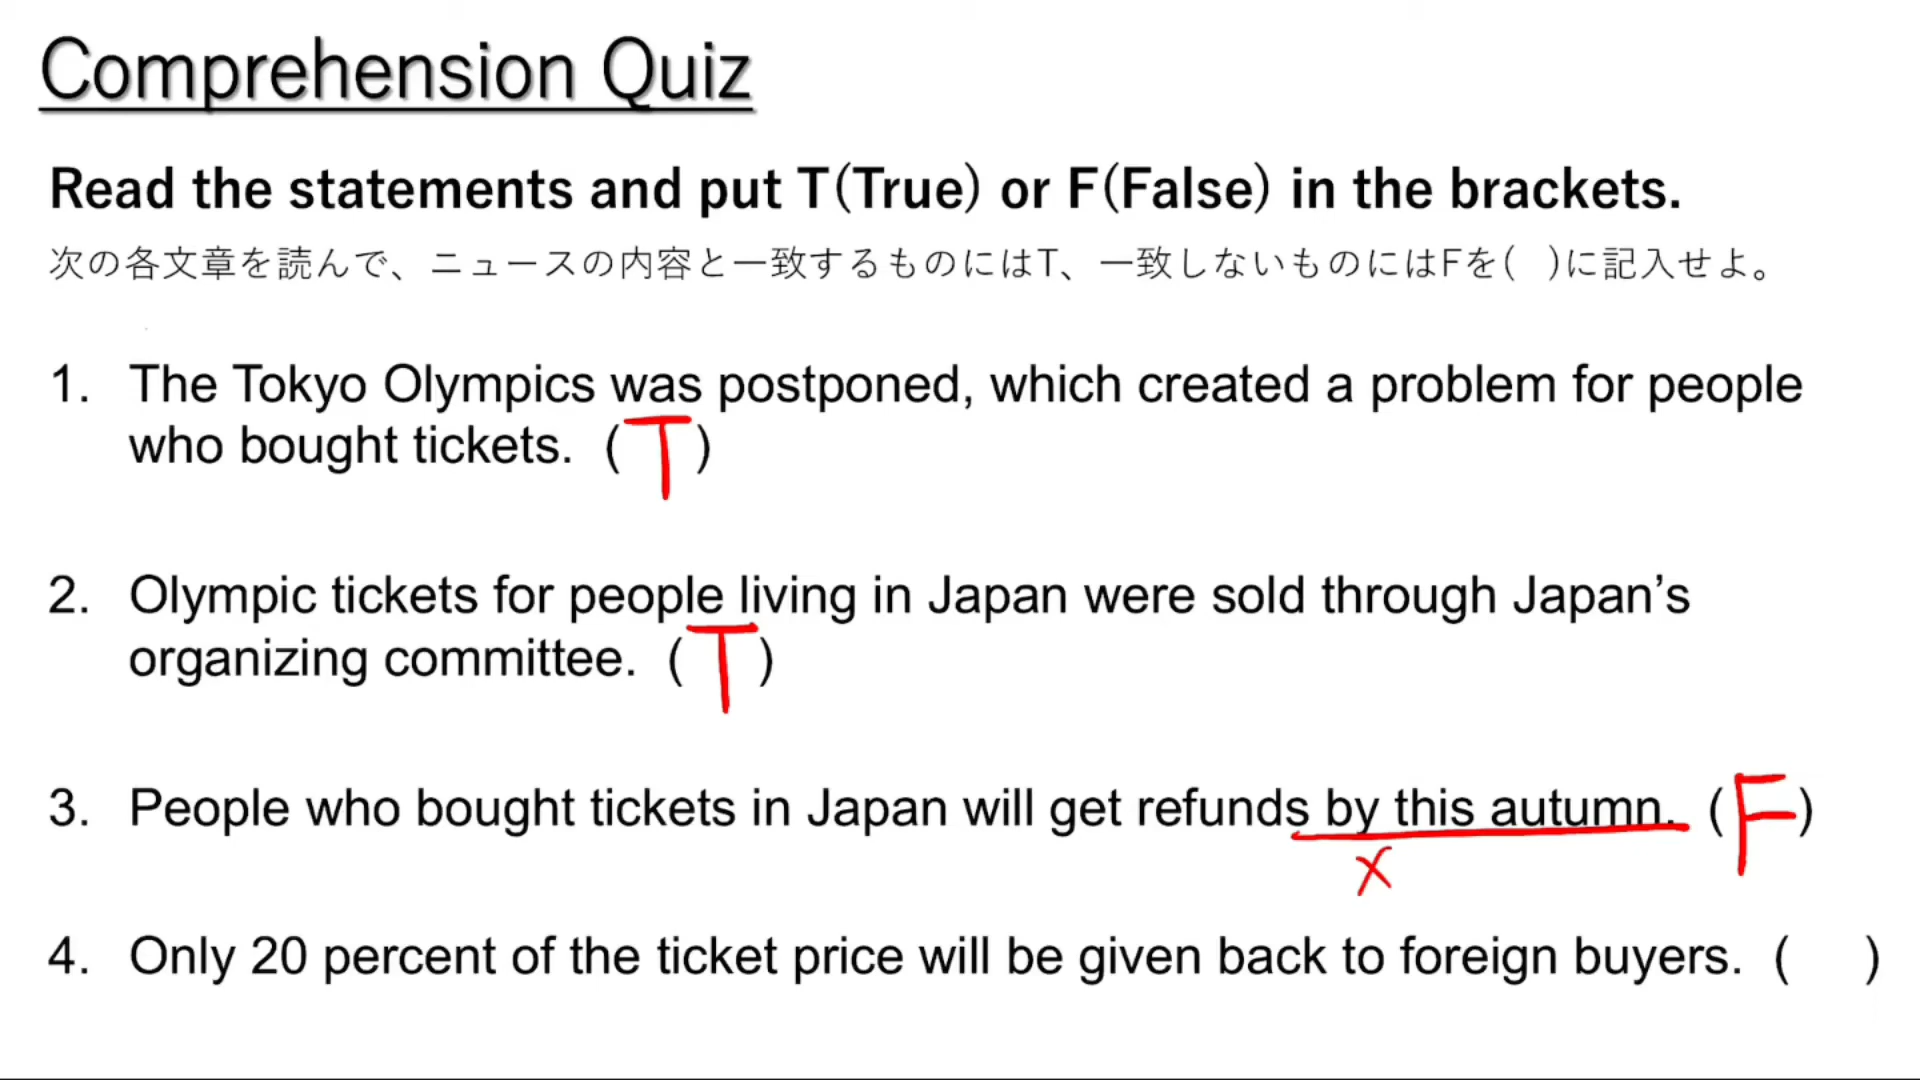 Comprehension Quiz
Read the statements and put T(True) or F(False) in the brackets.
次の各文章を読んで、ニュースの内容と一致するものにはT、一致しないものにはFを( )に記入せよ。
1. The Tokyo Olympics was postponed, which created a problem for people
who bought tickets. (T)
2. Olympic tickets for people living in Japan were sold through Japan’s
organizing committee. (T)
3. People who bought tickets in Japan will get refunds by this autumn. (F)
x
4. Only 20 percent of the ticket price will be given back to foreign buyers. ( )